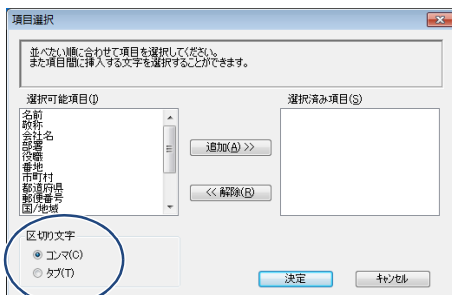 項目選択
並べたい順に合わせて項目を選択してください。
また項目間に挿入する文字を選択することができます。
選択可能項目(I)
選択済み項目(S)
名前
敬称
会社名
部署
役職
番地
市町村
都道府県
郵便番号
国/地域
追加(A) >>
<< 解除(R)
区切り文字
コンマ(C)
タブ(T)
決定
キャンセル